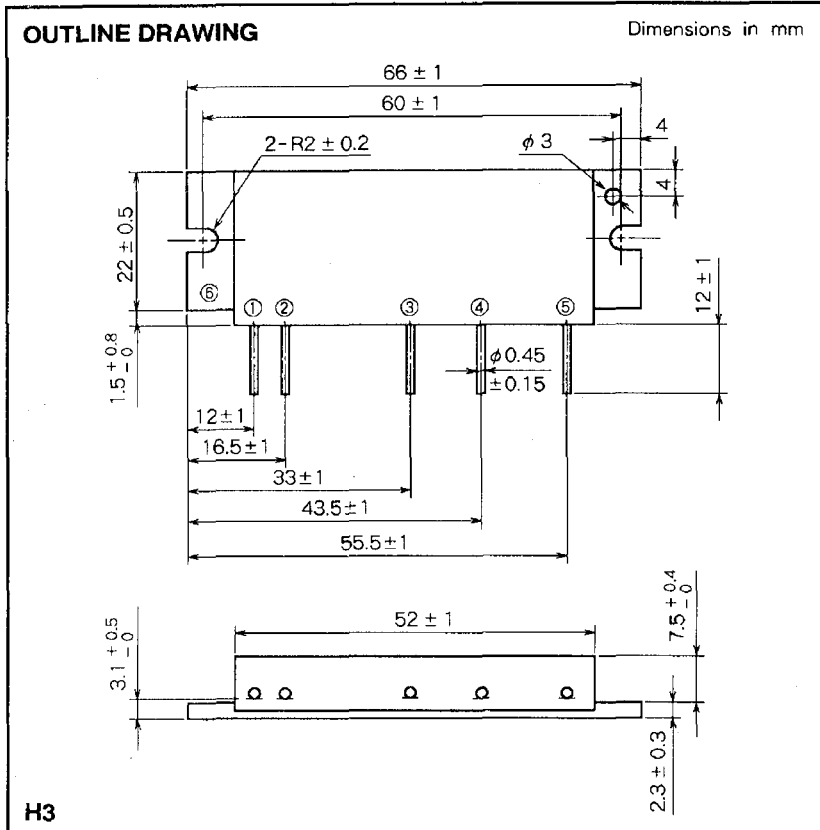 OUTLINE DRAWING
Dimensions in mm
66 ± 1
60 ± 1
4
2-R2 ± 0.2
φ 3
4
22 ± 0.5
12 ± 1
⑥ ① ② ③ ④ ⑤
1.5 +0.8 -0
φ 0.45
±0.15
12±1
16.5±1
33±1
43.5±1
55.5±1
52 ± 1
7.5 +0.4 -0
3.1 +0.5 -0
2.3 ± 0.3
H3